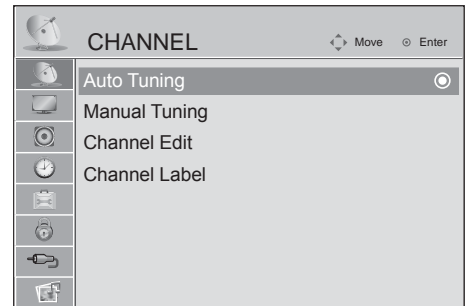 CHANNEL Move Enter
Auto Tuning
Manual Tuning
Channel Edit
Channel Label